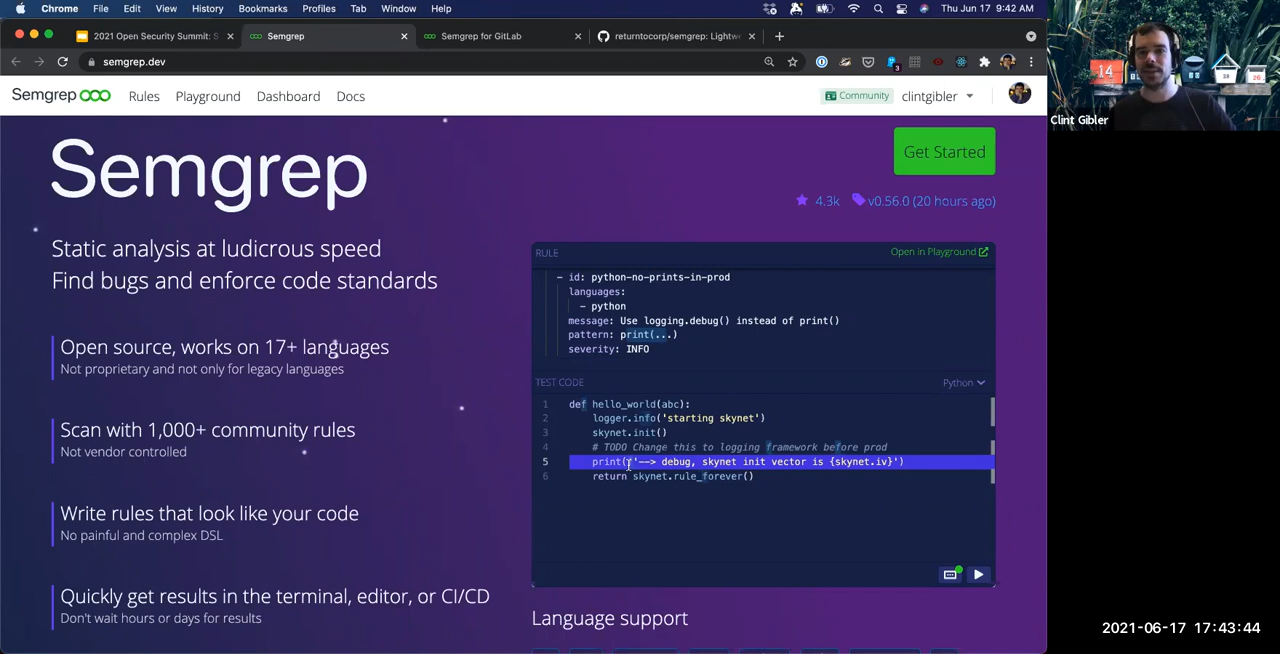 Chrome File Edit View History Bookmarks Profiles Tab Window Help
Thu Jun 17 9:42 AM
2021 Open Security Summit: S
Semgrep
Semgrep for GitLab
returntocorp/semgrep: Lightw
semgrep.dev
3
Semgrep Rules Playground Dashboard Docs
Community clintgibler
Clint Gibler
14
Semgrep
Get Started
4.3k v0.56.0 (20 hours ago)
Static analysis at ludicrous speed
Find bugs and enforce code standards
RULE
Open in Playground
- id: python-no-prints-in-prod
languages:
- python
message: Use logging.debug() instead of print()
pattern: print(...)
severity: INFO
Open source, works on 17+ languages
Not proprietary and not only for legacy languages
TEST CODE
Python
1 def hello_world(abc):
2 logger.info('starting skynet')
3 skynet.init()
4 # TODO Change this to logging framework before prod
5 print(f'--> debug, skynet init vector is {skynet.iv}')
6 return skynet.rule_forever()
Scan with 1,000+ community rules
Not vendor controlled
Write rules that look like your code
No painful and complex DSL
Quickly get results in the terminal, editor, or CI/CD
Don't wait hours or days for results
Language support
2021-06-17 17:43:44